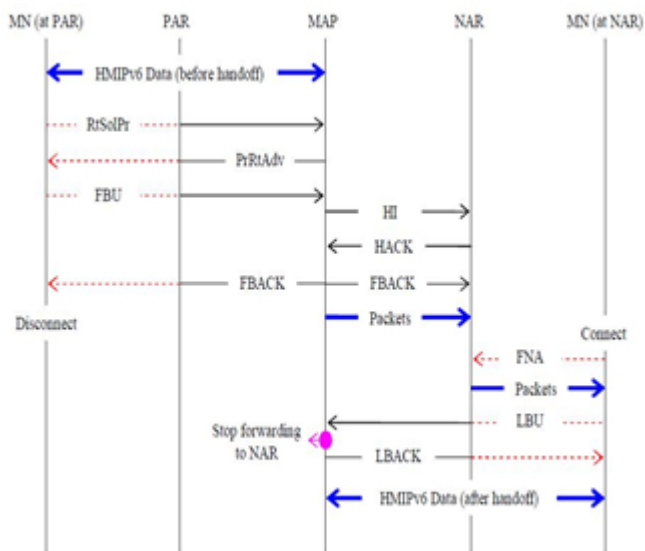 MN (at PAR) PAR MAP NAR MN (at NAR)
HMIPv6 Data (before handoff)
RtSolPr
PrRtAdv
FBU
HI
HACK
FBACK FBACK
Packets
Disconnect
Connect
FNA
Packets
LBU
Stop forwarding
to NAR
LBACK
HMIPv6 Data (after handoff)